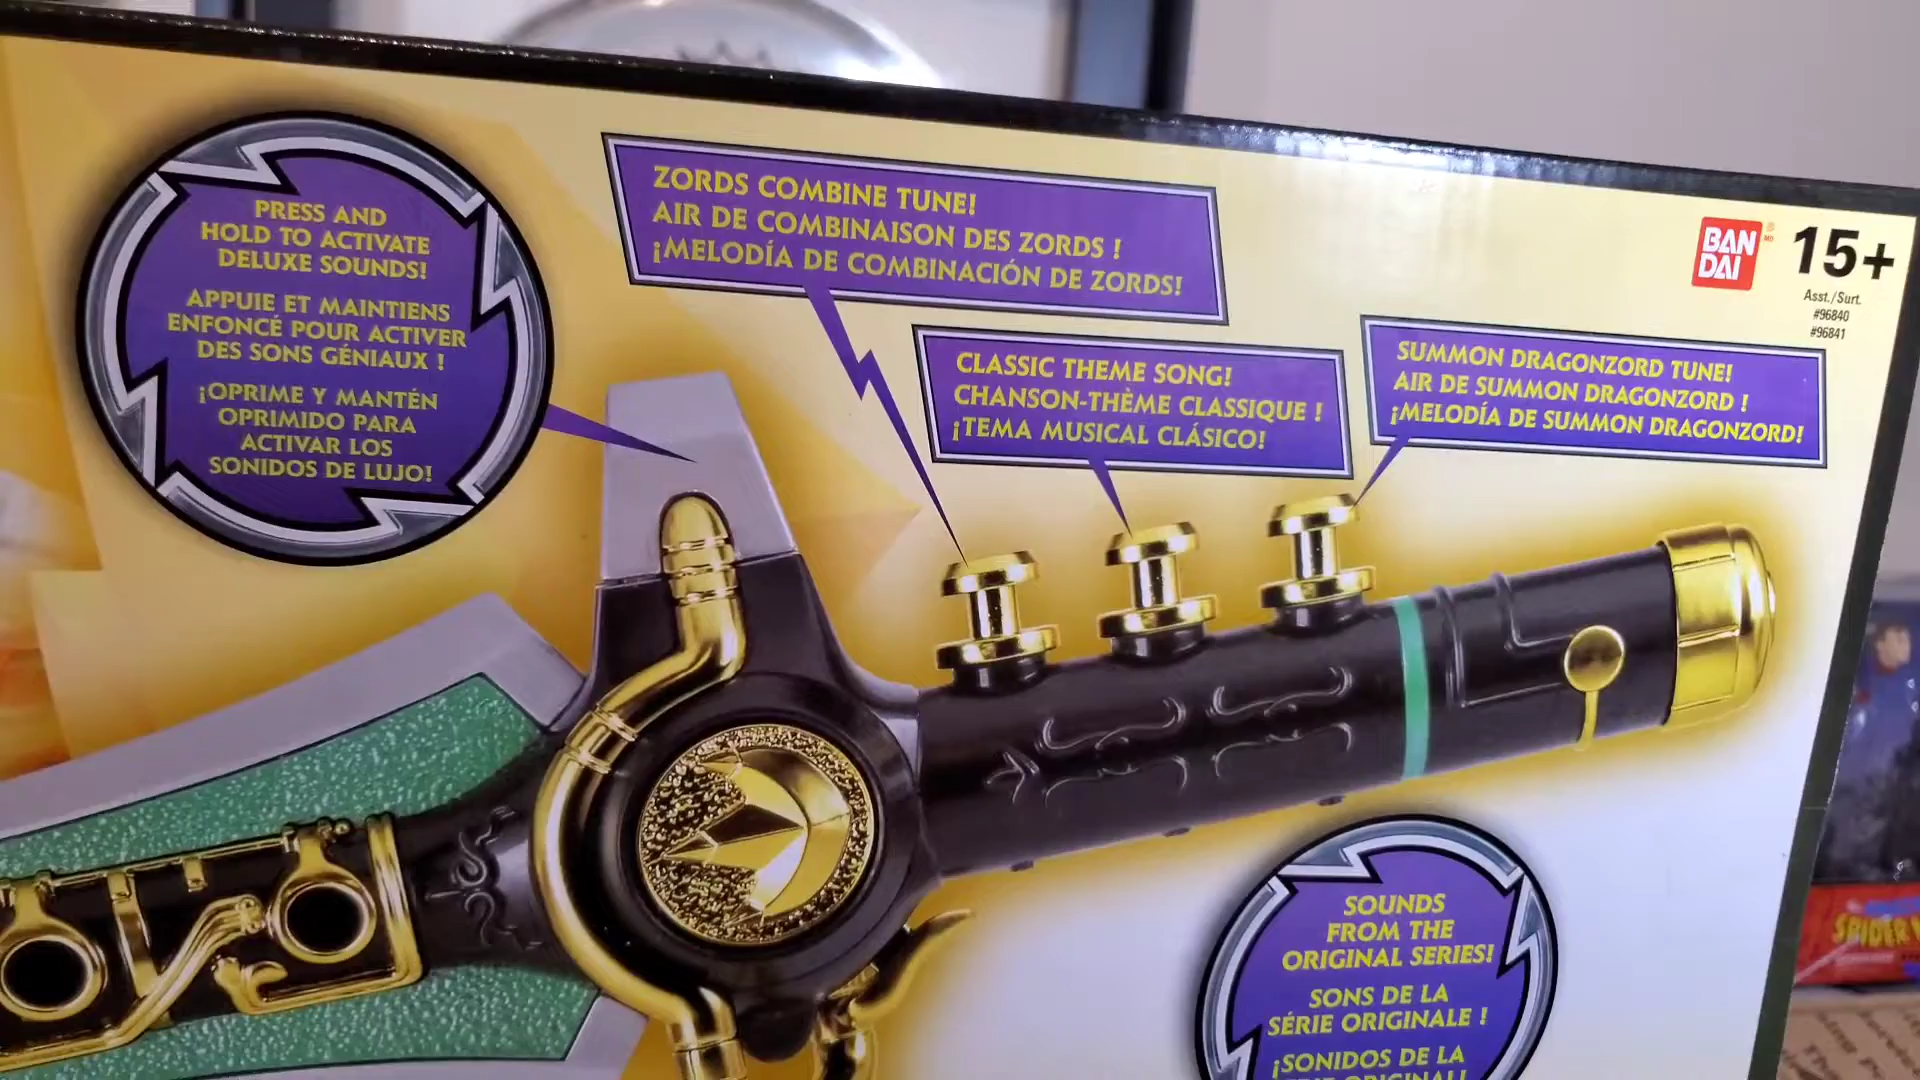 PRESS AND
HOLD TO ACTIVATE
DELUXE SOUNDS!
APPUIE ET MAINTIENS
ENFONCÉ POUR ACTIVER
DES SONS GÉNIAUX !
¡OPRIME Y MANTÉN
OPRIMIDO PARA
ACTIVAR LOS
SONIDOS DE LUJO!
ZORDS COMBINE TUNE!
AIR DE COMBINAISON DES ZORDS !
¡MELODÍA DE COMBINACIÓN DE ZORDS!
CLASSIC THEME SONG!
CHANSON-THÈME CLASSIQUE !
¡TEMA MUSICAL CLÁSICO!
SUMMON DRAGONZORD TUNE!
AIR DE SUMMON DRAGONZORD !
¡MELODÍA DE SUMMON DRAGONZORD!
BAN
DAI
® MD
15+
Asst./Surt.
#96840
#96841
SOUNDS
FROM THE
ORIGINAL SERIES!
SONS DE LA
SÉRIE ORIGINALE !
¡SONIDOS DE LA
SPIDER